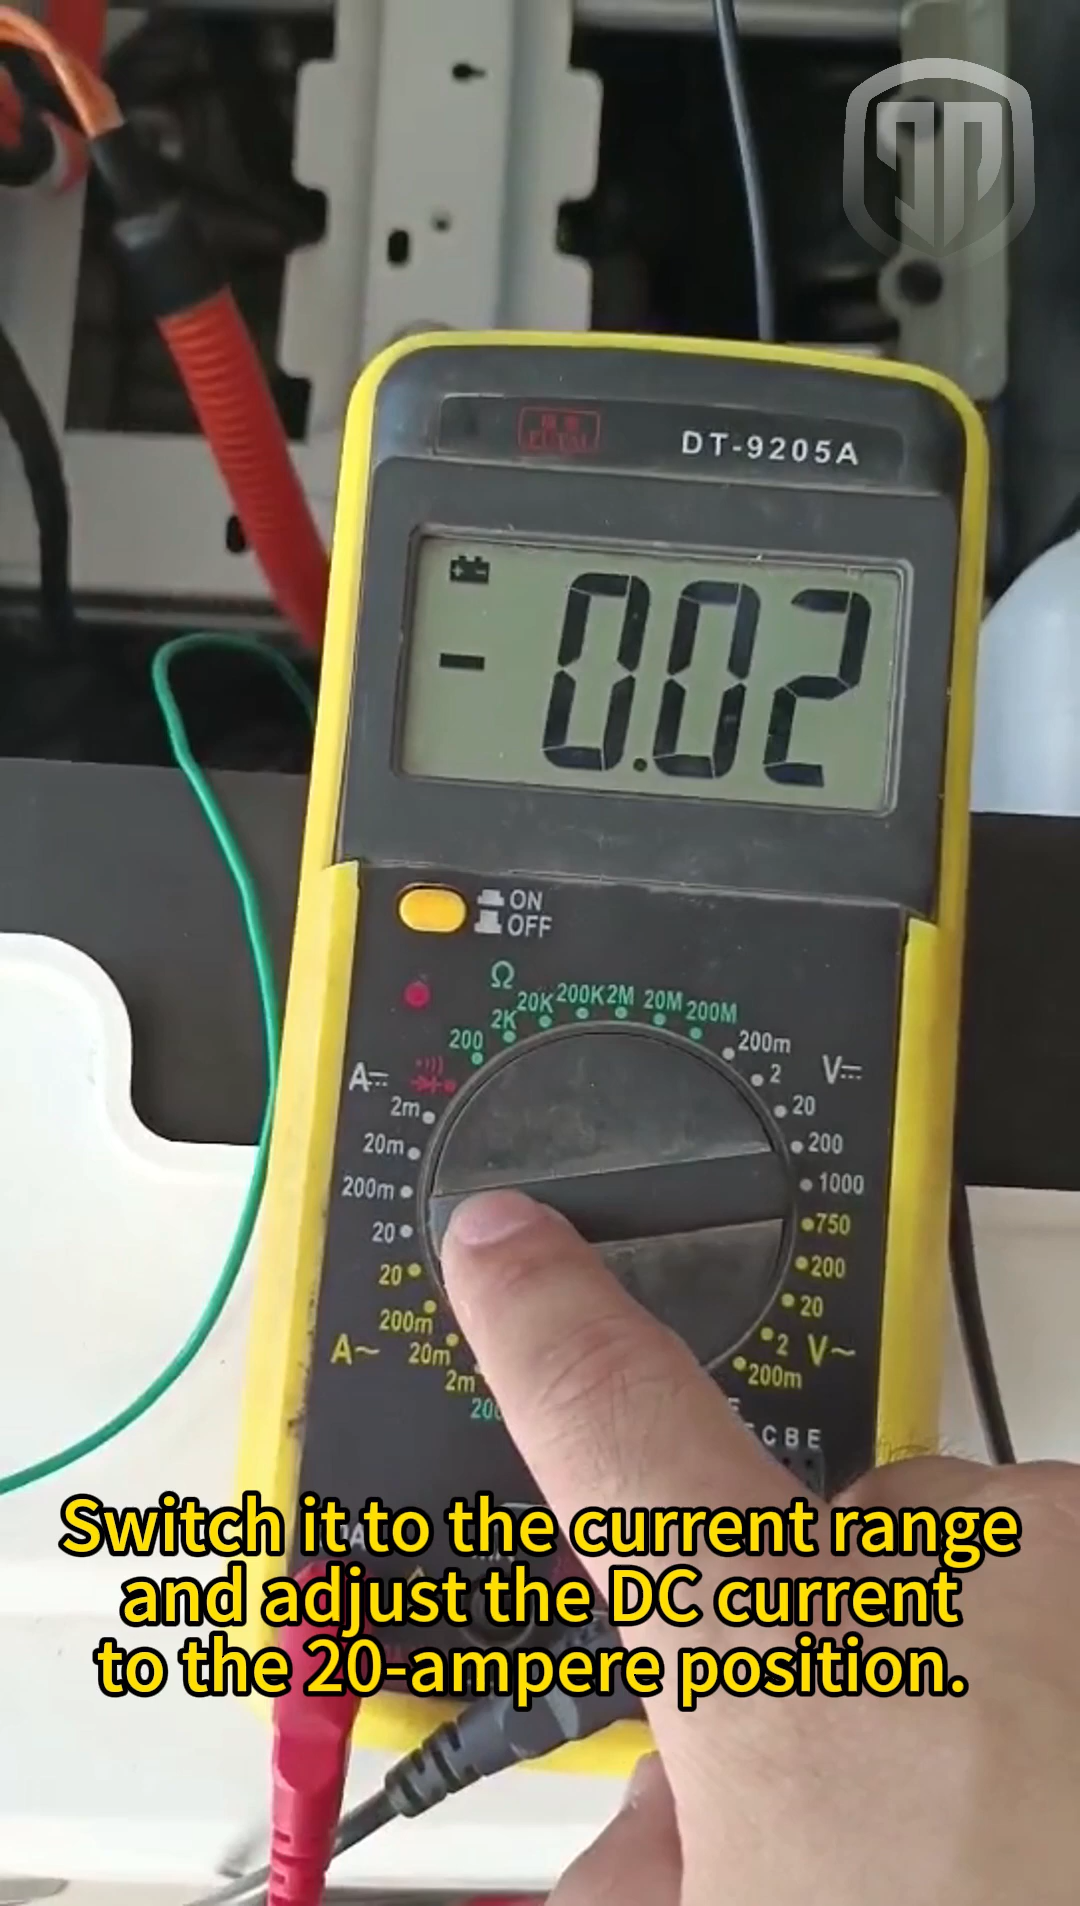 DT-9205A
-0.02
ON
OFF
Ω
200 2K 20K 200K 2M 20M 200M
A
2m
20m
200m
20
20
200m
20m
2m
A~
V
200m
2
20
200
1000
750
200
20
2
200m
V~
C B E
Switch it to the current range
and adjust the DC current
to the 20-ampere position.